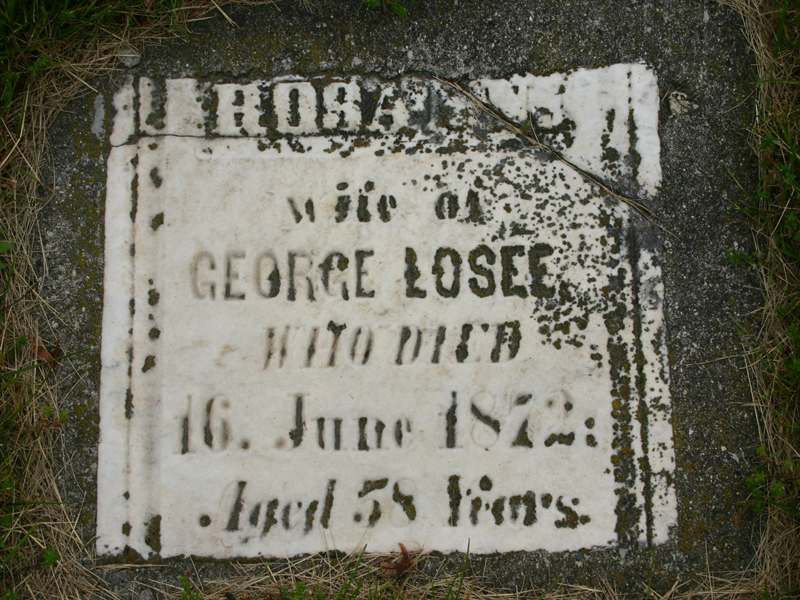 wife of
GEORGE LOSEE,
WHO DIED
16. June 1872:
Aged 58 Years.